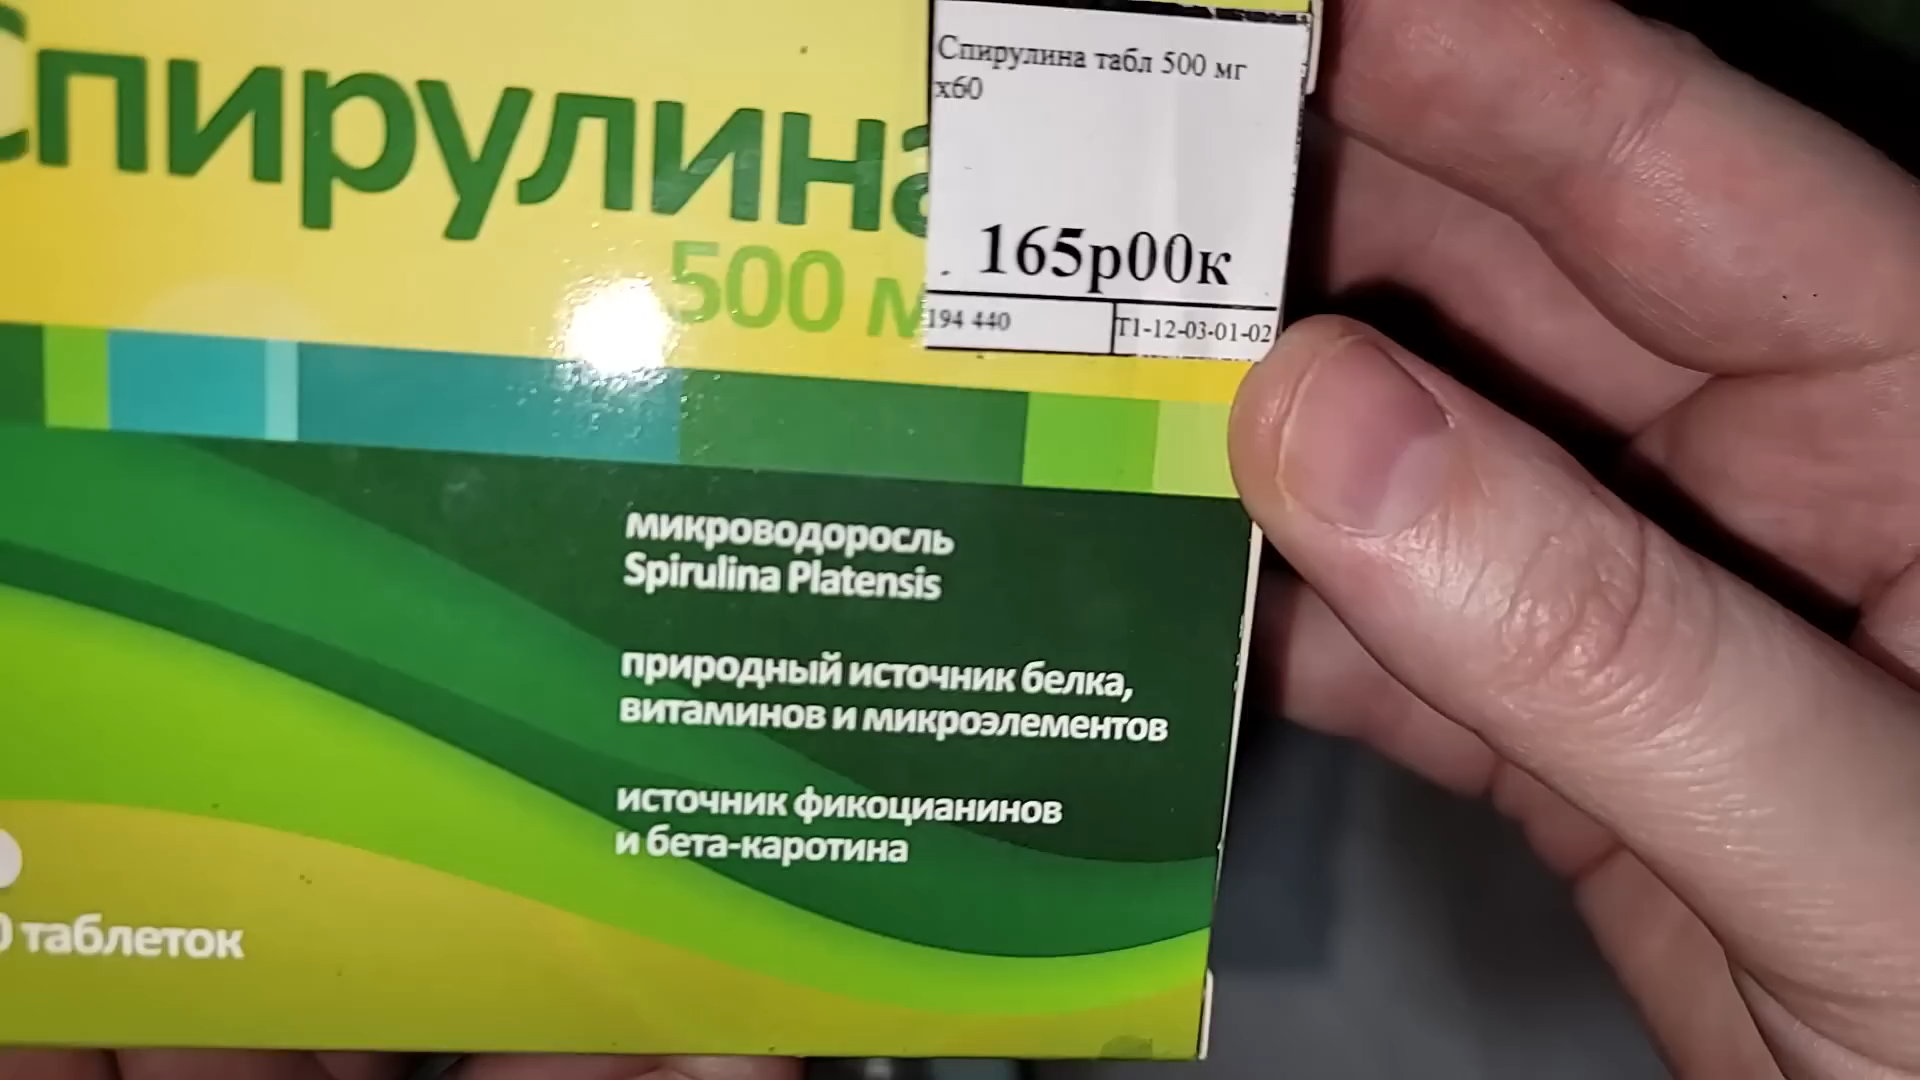 Спирулина
500 м
Спирулина табл 500 мг
х60
165р00к
194 440
Т1-12-03-01-02
микроводоросль
Spirulina Platensis
природный источник белка,
витаминов и микроэлементов
источник фикоцианинов
и бета-каротина
0 таблеток